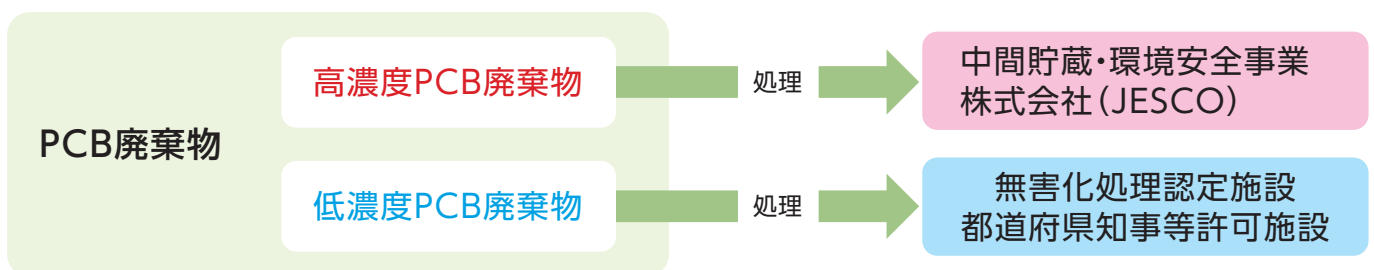 PCB廃棄物
高濃度PCB廃棄物
処理
中間貯蔵・環境安全事業
株式会社（JESCO）
低濃度PCB廃棄物
処理
無害化処理認定施設
都道府県知事等許可施設